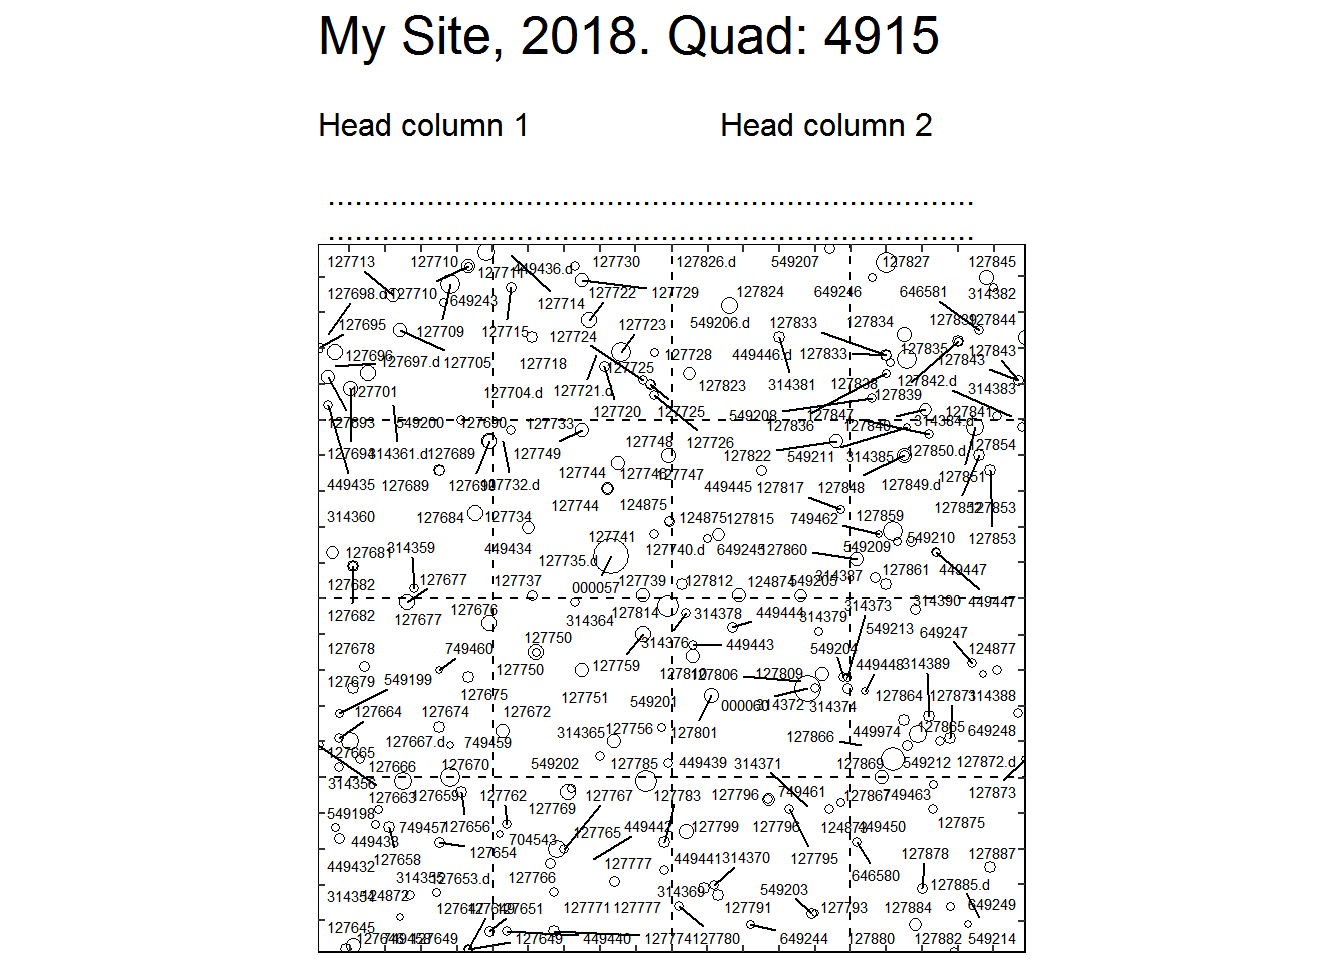 My Site, 2018. Quad: 4915
Head column 1 Head column 2
127713 127710 127711 449436.d 127730 127826.d 549207 127827 127845
127698.d 127710 649243 127714 127722 127729 127824 649246 646581 314382
127695 127709 127715 127724 127723 549206.d 127833 127834 127839 127844
127696 127697.d 127705 127718 127725 127728 449446.d 127833 127835 127843 127843
127701 127704.d 127721.d 127823 314381 127838 127842.d 314383
127693 549200 127690 127733 127720 127725 549208 127847 127839 127841
127694 314361.d 127689 127749 127748 127726 127822 127836 549211 127840 314384.d 127854
449435 127689 127732.d 127744 127746 127747 449445 127817 127848 314385 127850.d 127849.d 127851
314360 127684 127734 127744 124875 124875 127815 749462 127859 127852 127853
127681 314359 449434 127741 127735.d 127740.d 649245 127860 549209 549210 127853
127682 127677 127737 000057 127739 127812 124874 549205 314387 127861 449447
127682 127677 127676 314364 127814 314378 449444 314379 314373 314390 449447
127678 749460 127750 314376 449443 549204 549213 649247 124877
127679 549199 127675 127750 127759 127810 127806 127809 449448 314389
127664 127674 127672 127751 549201 000060 314372 314374 127864 127871 314388
127665 127667.d 749459 314365 127756 127801 127866 449974 127865 649248
314356 127666 127670 549202 127785 449439 314371 127869 549212 127872.d
127663 127659 127762 127769 127767 127783 127796 749461 127867 749463 127873
549198 749457 127656 704543 127765 449442 127799 127796 124873 449450 127875
449438 127658 127654 127777 449441 314370 127795 127878 127887
449432 314355 127653.d 127766 646580 127885.d
314354 124872 127651 127771 127777 314369 127791 549203 127793 127884 649249
127645 127649 127649 449440 127774 127780 649244 127880 127882 549214